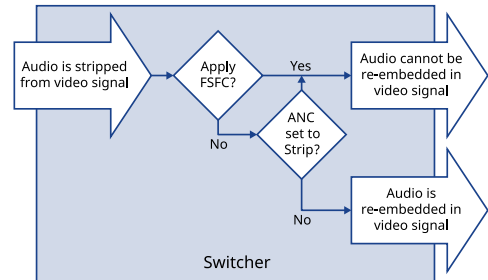 Audio is stripped
from video signal
Apply
FSFC?
Yes
Audio cannot be
re-embedded in
video signal
No
ANC
set to
Strip?
No
Audio is
re-embedded in
video signal
Switcher